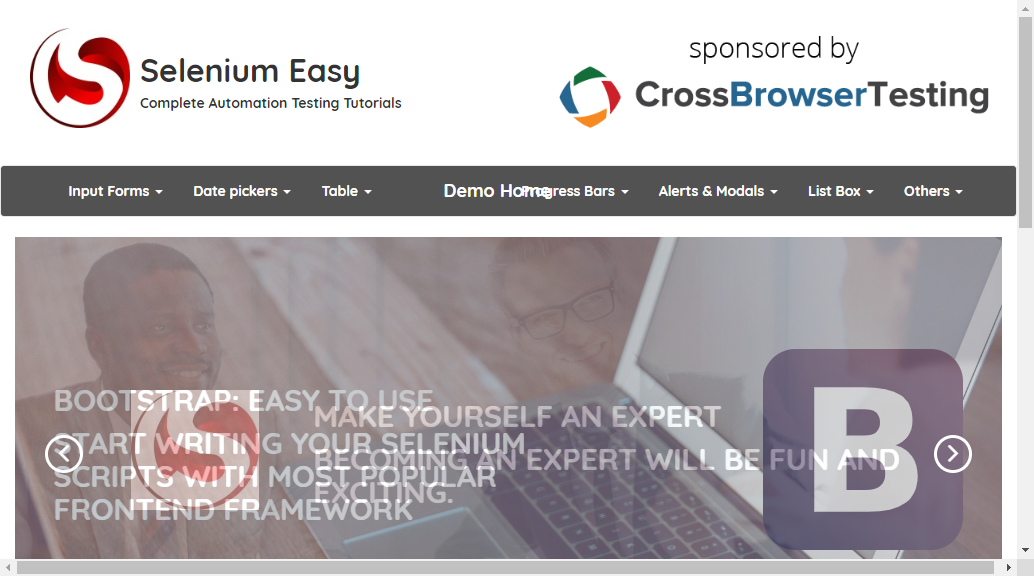 Selenium Easy
Complete Automation Testing Tutorials
sponsored by
CrossBrowserTesting
Input Forms
Date pickers
Table
Demo Home
Progress Bars
Alerts & Modals
List Box
Others
BOOTSTRAP: EASY TO USE
START WRITING YOUR SELENIUM
SCRIPTS WITH MOST POPULAR
FRONTEND FRAMEWORK
MAKE YOURSELF AN EXPERT
BECOMING AN EXPERT WILL BE FUN AND
EXCITING.
B